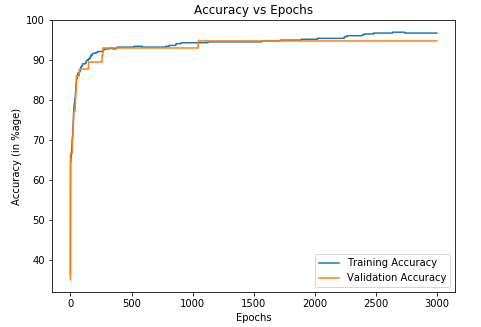 Accuracy vs Epochs
100
90
80
70
60
50
40
Accuracy (in %age)
0 500 1000 1500 2000 2500 3000
Epochs
Training Accuracy
Validation Accuracy